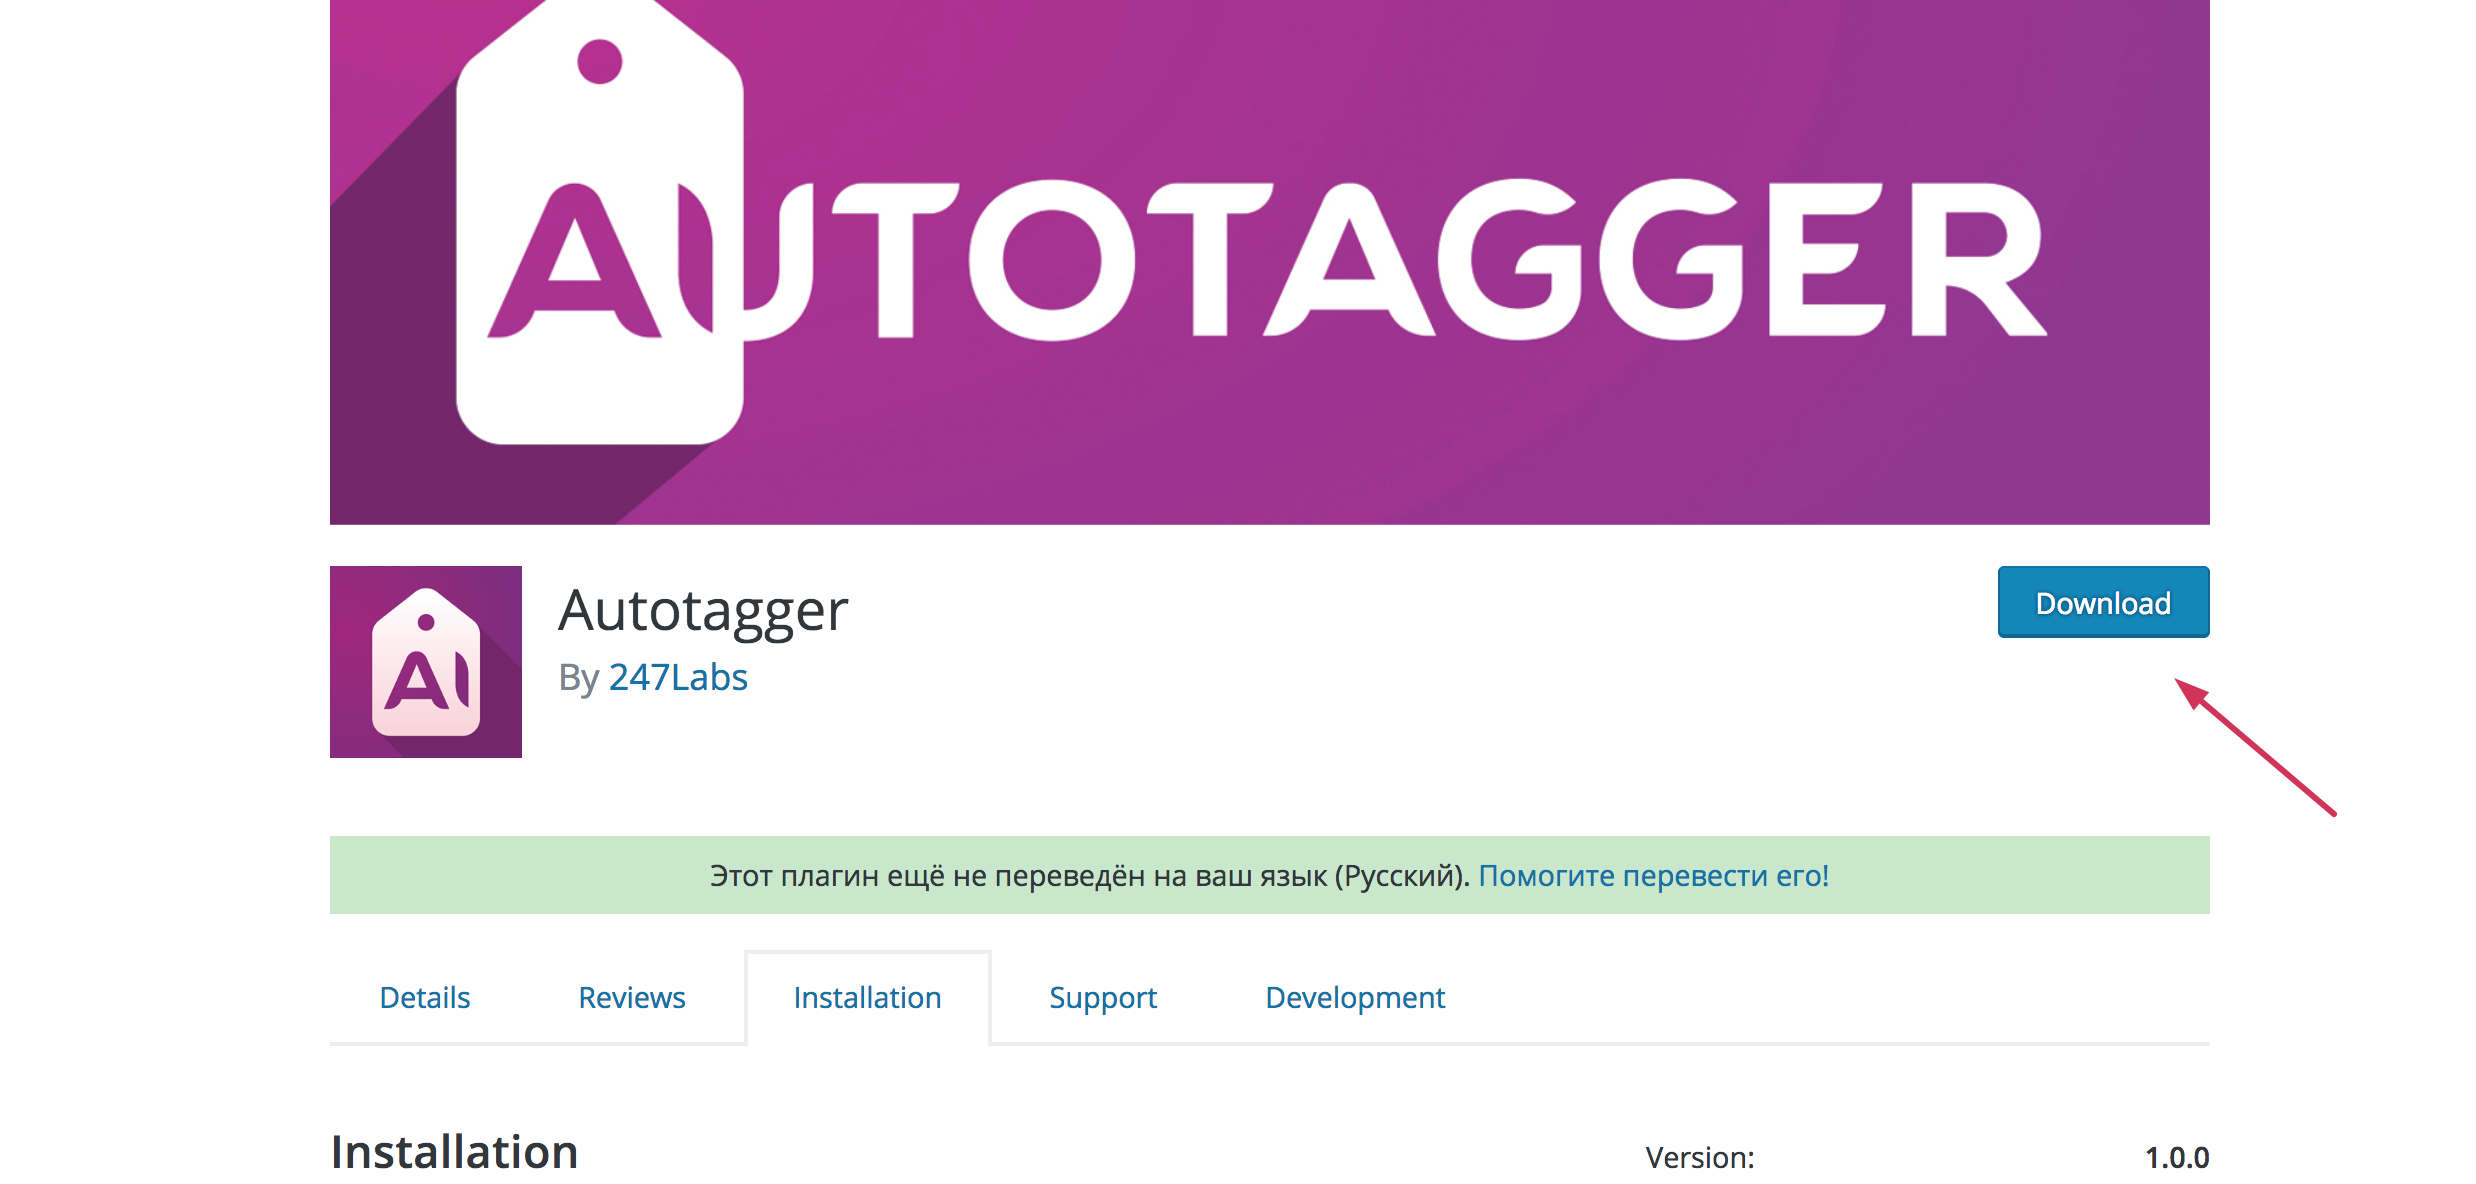 AUTOTAGGER
AU
Autotagger
By 247Labs
Download
Этот плагин ещё не переведён на ваш язык (Русский). Помогите перевести его!
Details Reviews Installation Support Development
Installation
Version: 1.0.0